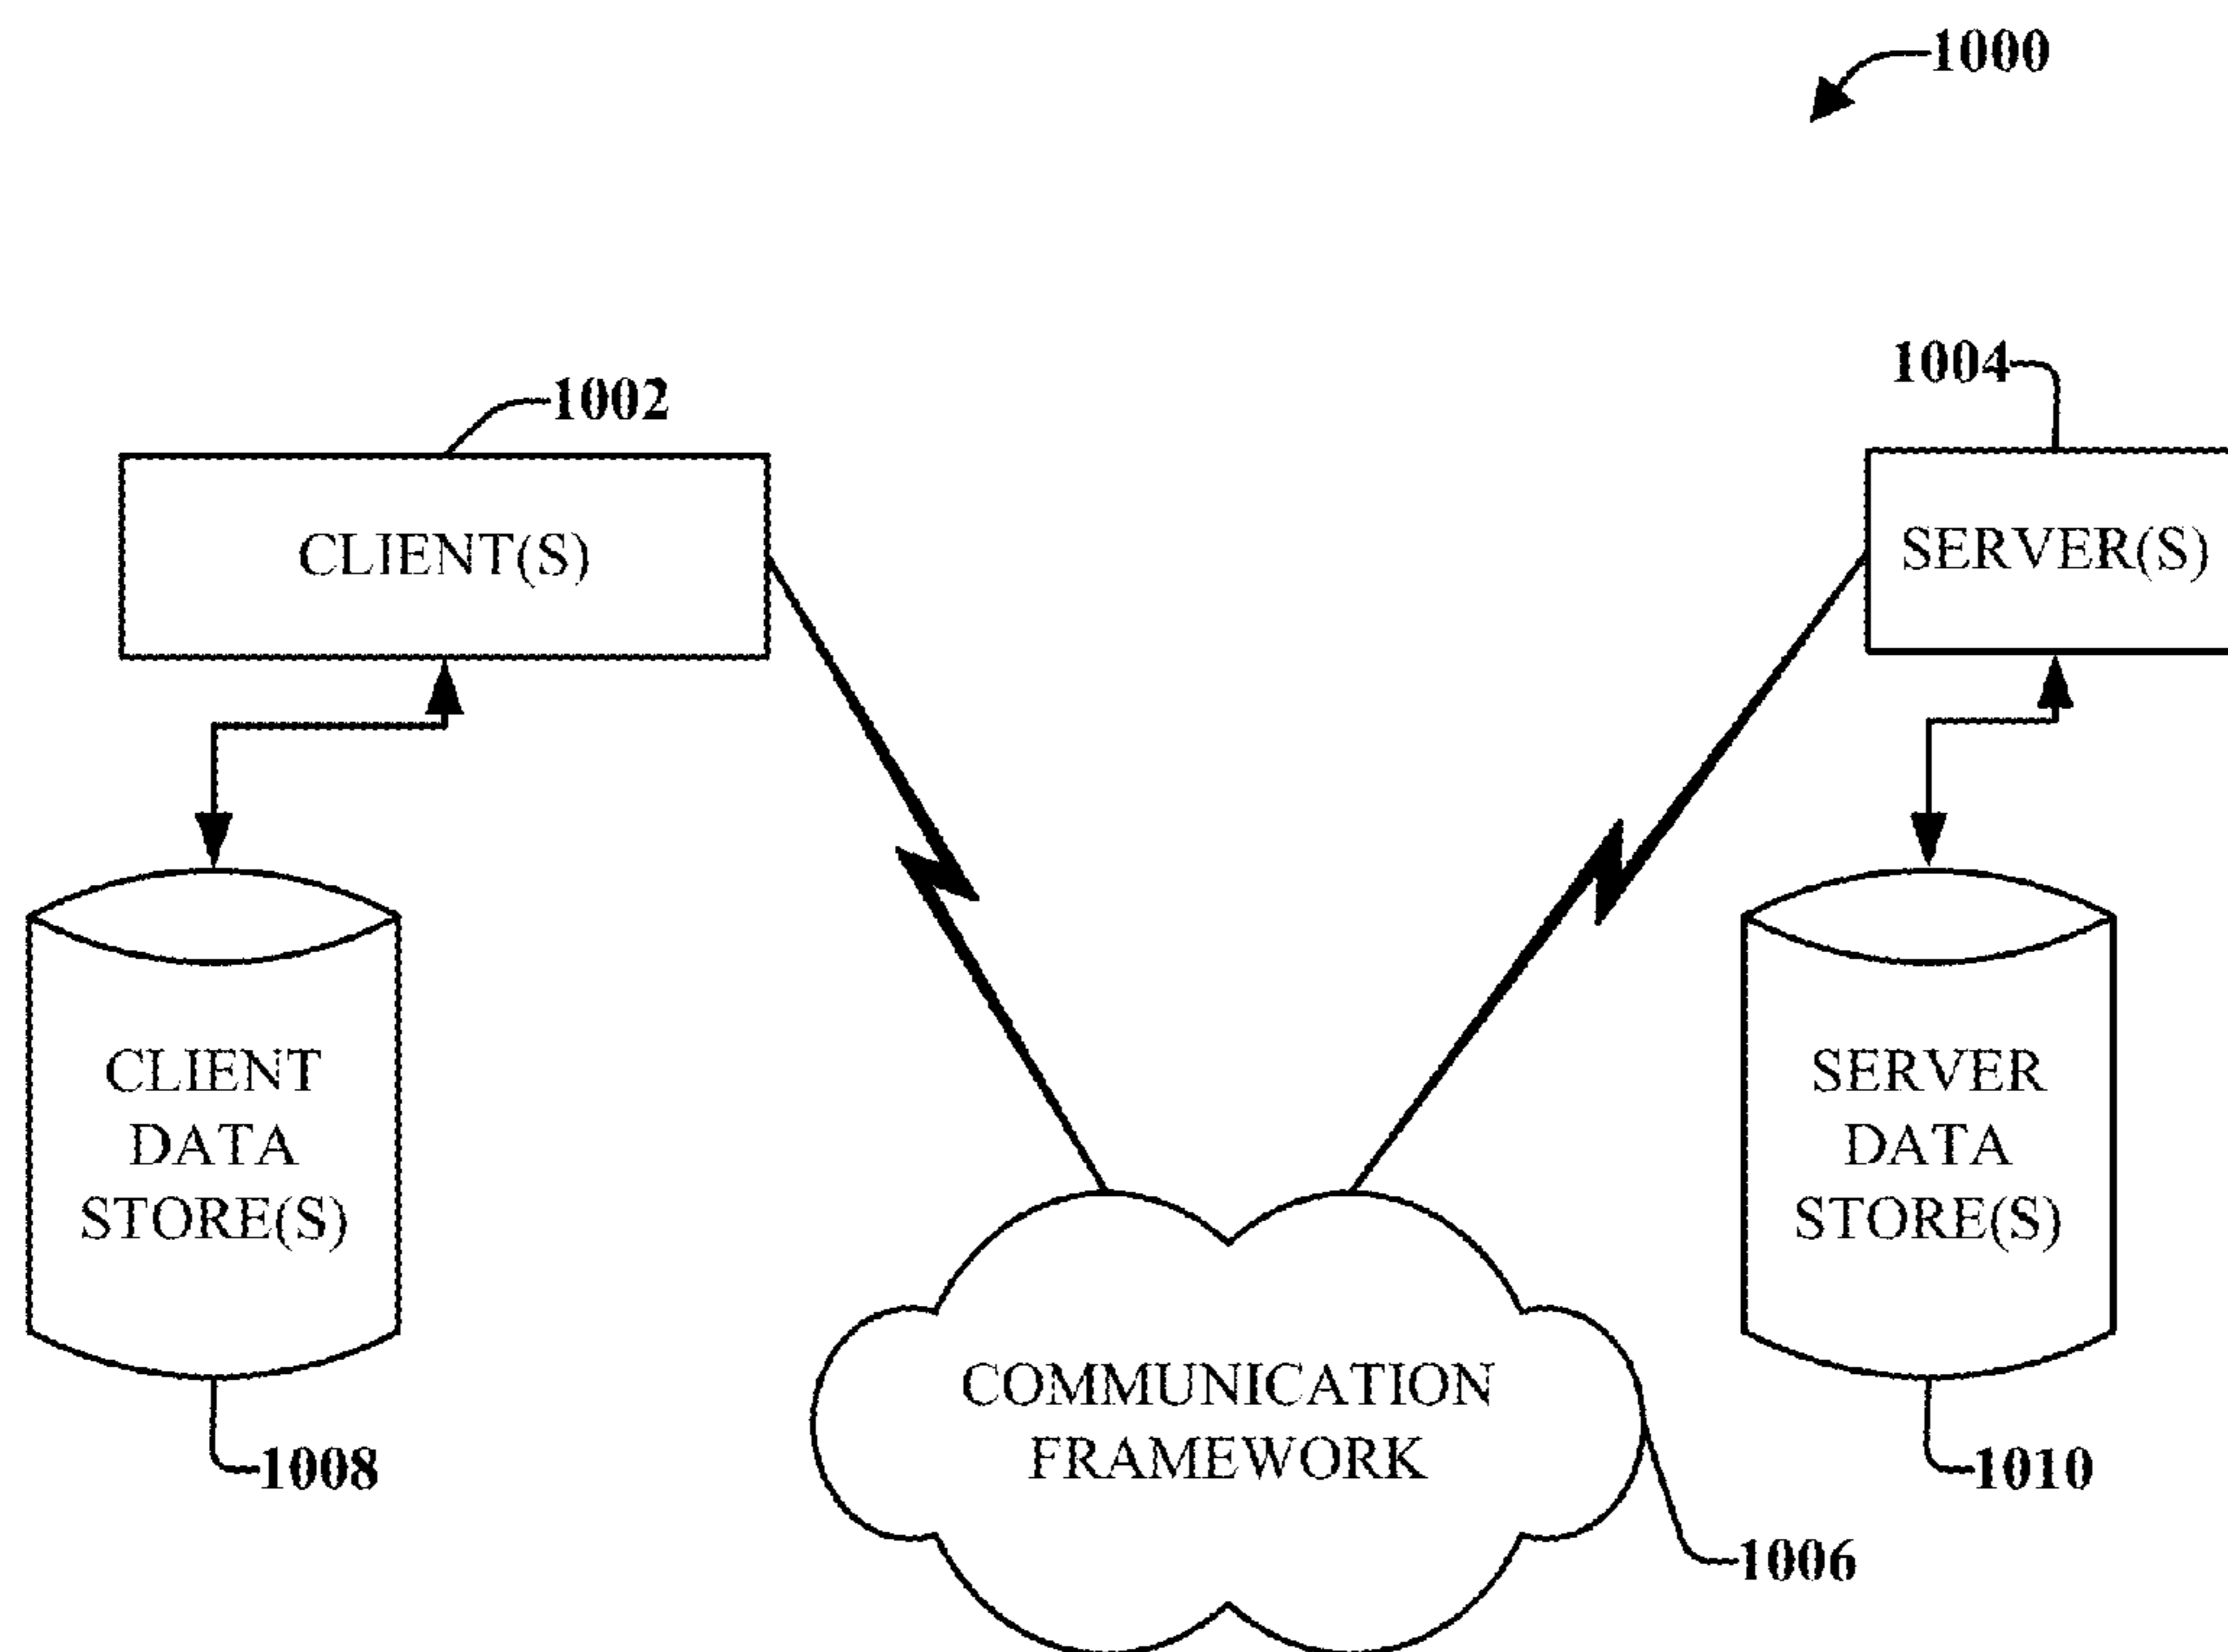 1000
1002
1004
CLIENT(S)
SERVER(S)
CLIENT
DATA
STORE(S)
SERVER
DATA
STORE(S)
COMMUNICATION
FRAMEWORK
1008
1010
1006